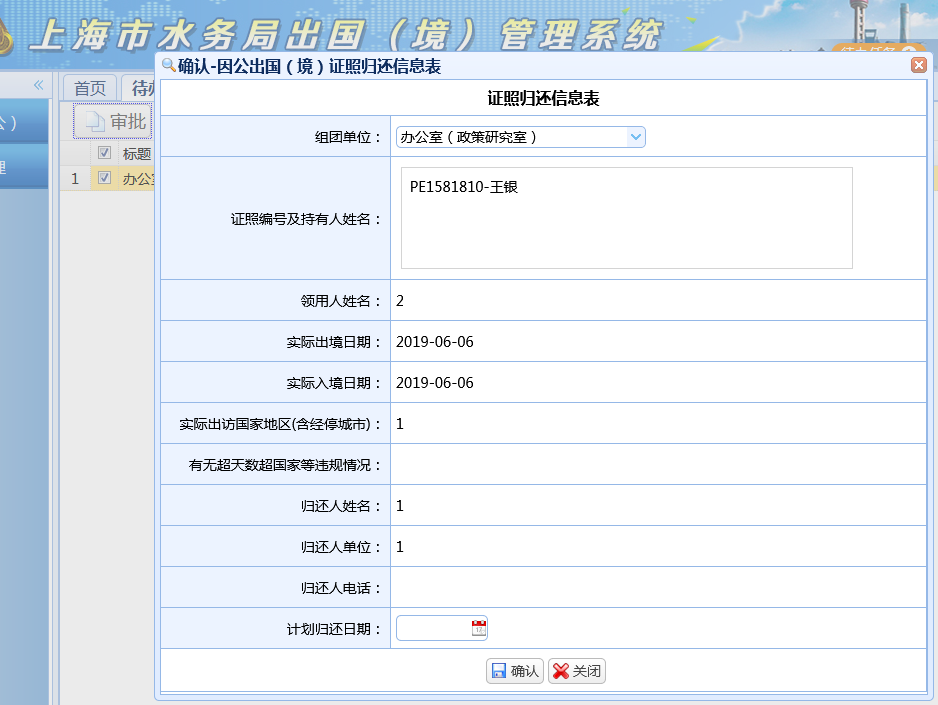 上海市水务局出国（境）管理系统
首页
待办
确认-因公出国（境）证照归还信息表
审批
标题
1 办公
证照归还信息表
组团单位： 办公室（政策研究室）
证照编号及持有人姓名： PE1581810-王银
领用人姓名： 2
实际出境日期： 2019-06-06
实际入境日期： 2019-06-06
实际出访国家地区(含经停城市)： 1
有无超天数超国家等违规情况：
归还人姓名： 1
归还人单位： 1
归还人电话：
计划归还日期：
确认 关闭